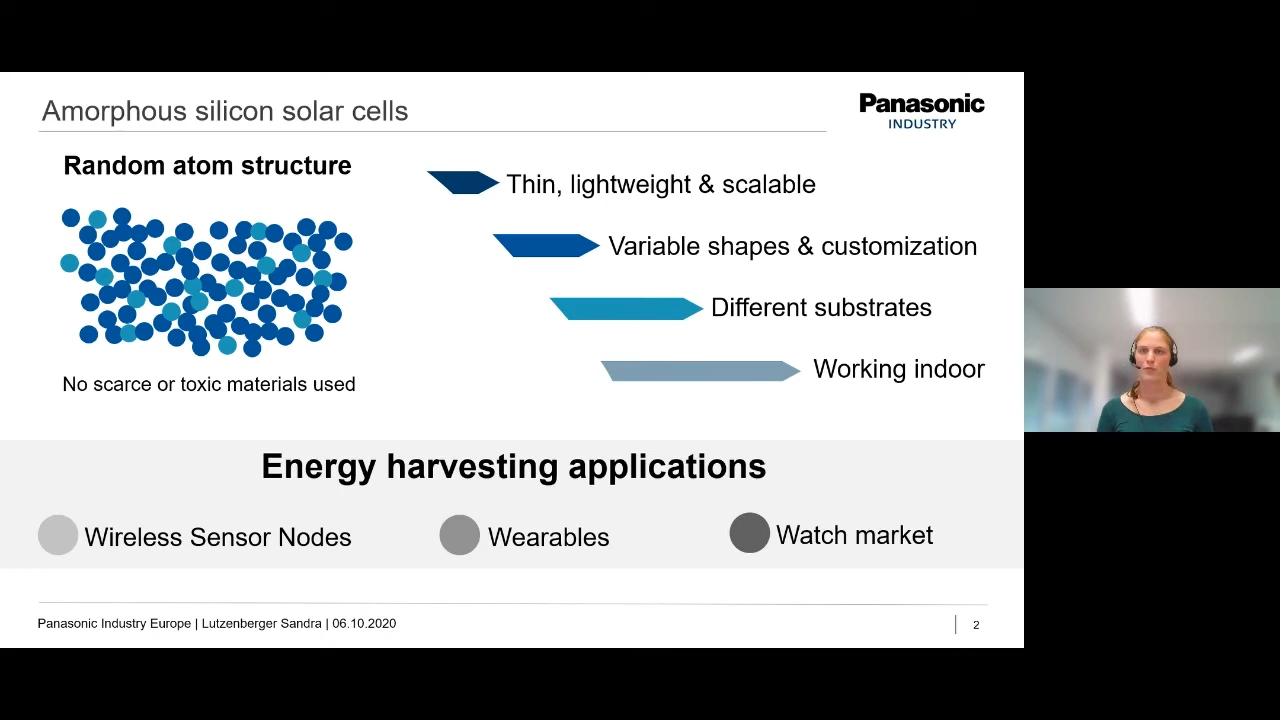 Amorphous silicon solar cells
Panasonic
INDUSTRY
Random atom structure
No scarce or toxic materials used
Thin, lightweight & scalable
Variable shapes & customization
Different substrates
Working indoor
Energy harvesting applications
Wireless Sensor Nodes
Wearables
Watch market
Panasonic Industry Europe | Lutzenberger Sandra | 06.10.2020
2